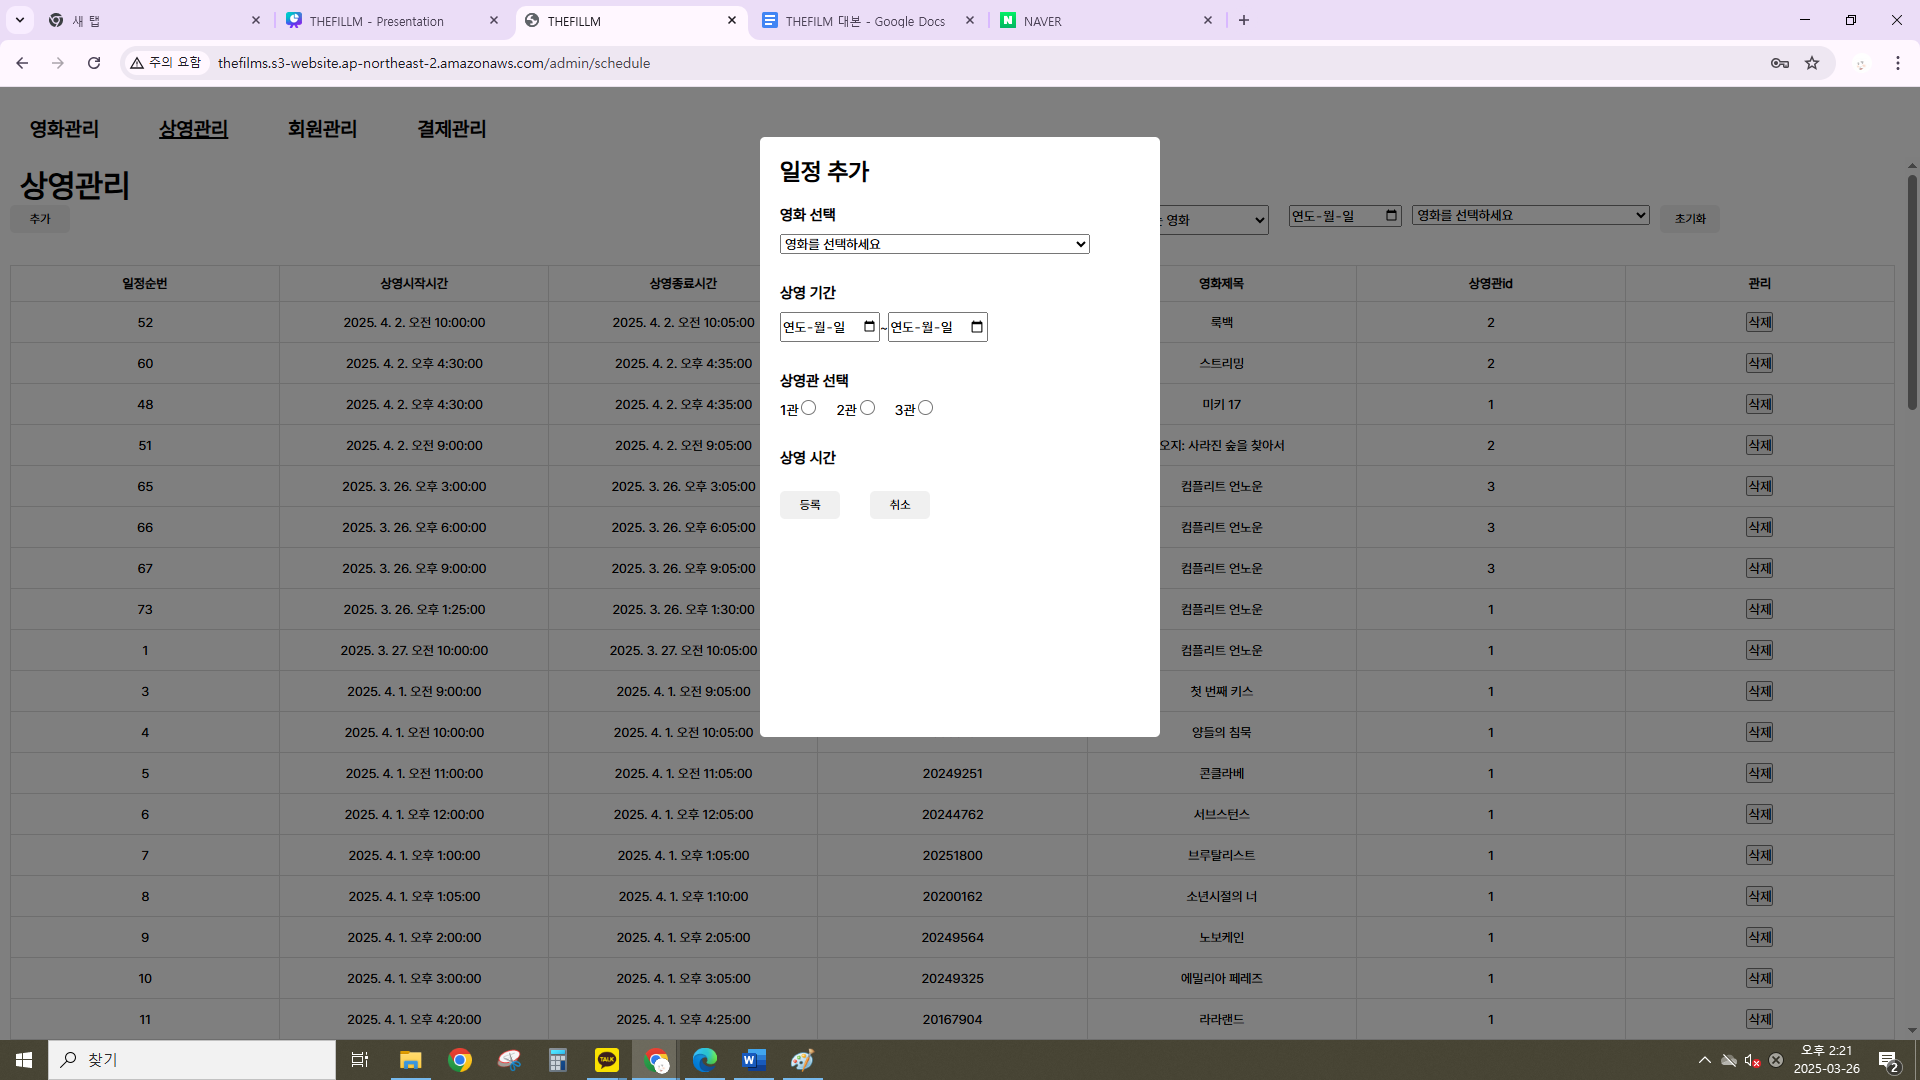 새 탭
THEFILLM - Presentation
THEFILLM
THEFILM 대본 - Google Docs
NAVER
주의 요함
thefilms.s3-website.ap-northeast-2.amazonaws.com/admin/schedule
영화관리 상영관리 회원관리 결제관리
상영관리
추가
영화
연도-월-일
영화를 선택하세요
초기화
일정 추가
영화 선택
영화를 선택하세요
상영 기간
연도-월-일 ~ 연도-월-일
상영관 선택
1관 2관 3관
상영 시간
등록 취소
일정순번 상영시작시간 상영종료시간 영화제목 상영관id 관리
52 2025. 4. 2. 오전 10:00:00 2025. 4. 2. 오전 10:05:00 룩백 2 삭제
60 2025. 4. 2. 오후 4:30:00 2025. 4. 2. 오후 4:35:00 스트리밍 2 삭제
48 2025. 4. 2. 오후 4:30:00 2025. 4. 2. 오후 4:35:00 미키 17 1 삭제
51 2025. 4. 2. 오전 9:00:00 2025. 4. 2. 오전 9:05:00 오지: 사라진 숲을 찾아서 2 삭제
65 2025. 3. 26. 오후 3:00:00 2025. 3. 26. 오후 3:05:00 컴플리트 언노운 3 삭제
66 2025. 3. 26. 오후 6:00:00 2025. 3. 26. 오후 6:05:00 컴플리트 언노운 3 삭제
67 2025. 3. 26. 오후 9:00:00 2025. 3. 26. 오후 9:05:00 컴플리트 언노운 3 삭제
73 2025. 3. 26. 오후 1:25:00 2025. 3. 26. 오후 1:30:00 컴플리트 언노운 1 삭제
1 2025. 3. 27. 오전 10:00:00 2025. 3. 27. 오전 10:05:00 컴플리트 언노운 1 삭제
3 2025. 4. 1. 오전 9:00:00 2025. 4. 1. 오전 9:05:00 첫 번째 키스 1 삭제
4 2025. 4. 1. 오전 10:00:00 2025. 4. 1. 오전 10:05:00 양들의 침묵 1 삭제
5 2025. 4. 1. 오전 11:00:00 2025. 4. 1. 오전 11:05:00 20249251 콘클라베 1 삭제
6 2025. 4. 1. 오후 12:00:00 2025. 4. 1. 오후 12:05:00 20244762 서브스턴스 1 삭제
7 2025. 4. 1. 오후 1:00:00 2025. 4. 1. 오후 1:05:00 20251800 브루탈리스트 1 삭제
8 2025. 4. 1. 오후 1:05:00 2025. 4. 1. 오후 1:10:00 20200162 소년시절의 너 1 삭제
9 2025. 4. 1. 오후 2:00:00 2025. 4. 1. 오후 2:05:00 20249564 노보케인 1 삭제
10 2025. 4. 1. 오후 3:00:00 2025. 4. 1. 오후 3:05:00 20249325 에밀리아 페레즈 1 삭제
11 2025. 4. 1. 오후 4:20:00 2025. 4. 1. 오후 4:25:00 20167904 라라랜드 1 삭제
찾기
TALK
오후 2:21
2025-03-26
2